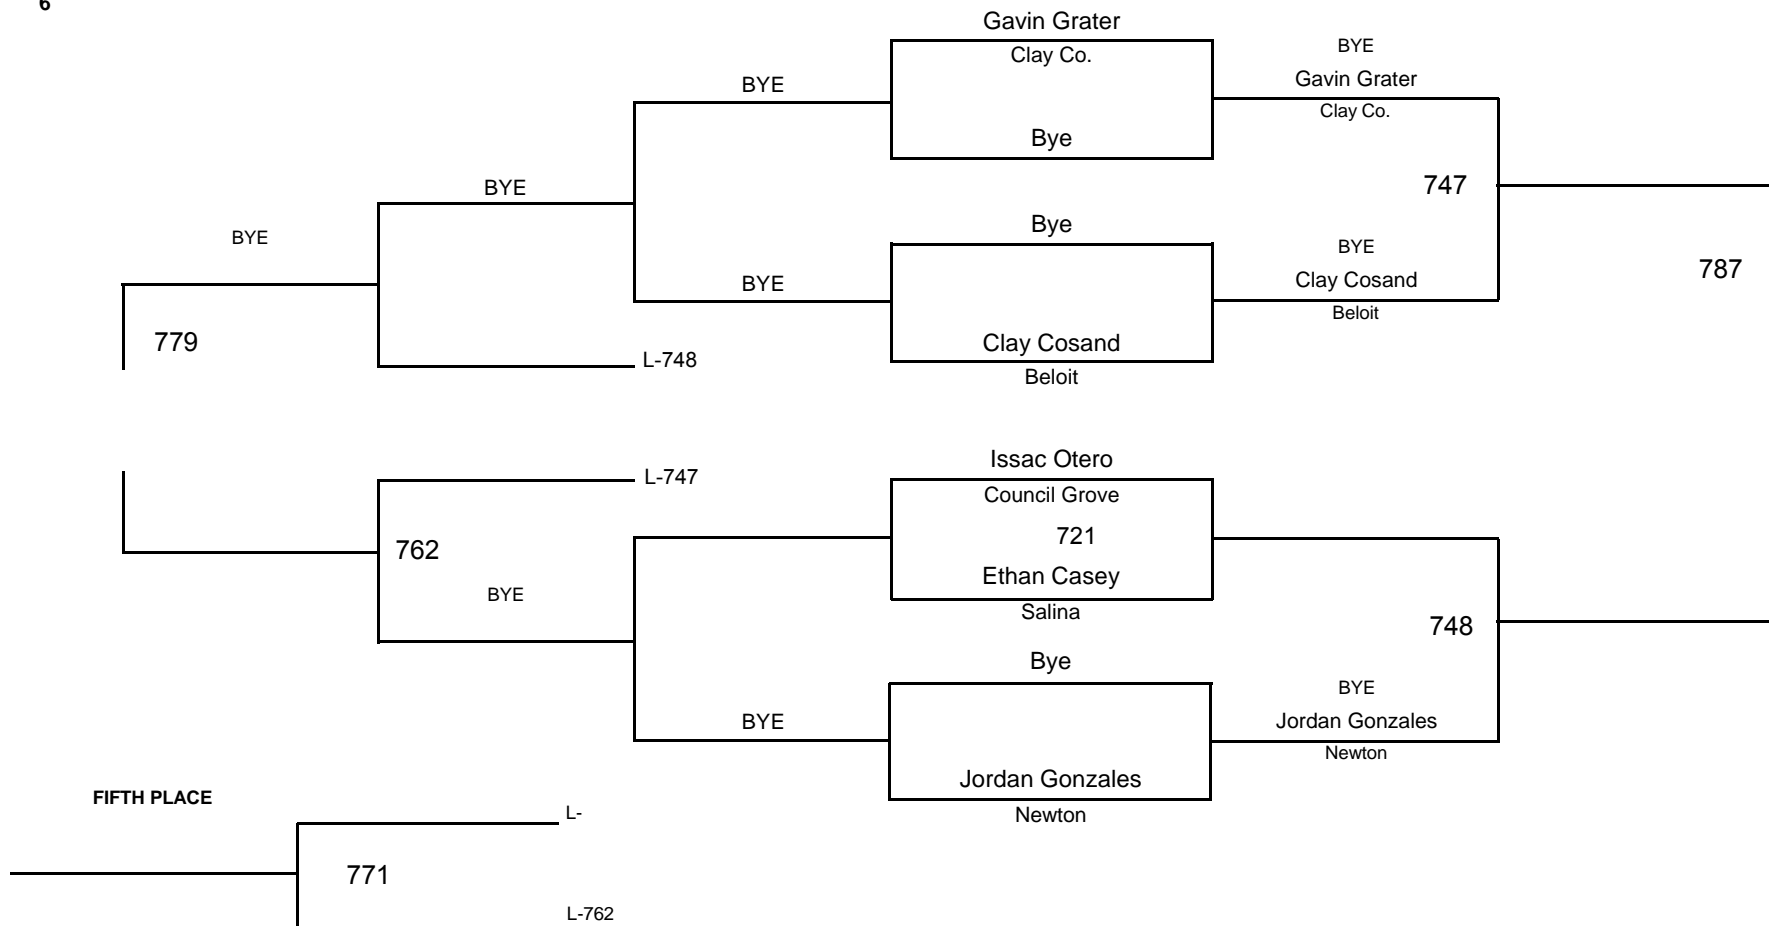 6
Gavin Grater
Clay Co.
BYE
BYE
Gavin Grater
Clay Co.
Bye
BYE
747
Bye
BYE
BYE
787
BYE
Clay Cosand
Beloit
779
Clay Cosand
L-748
Beloit
Issac Otero
L-747
Council Grove
721
762
Ethan Casey
BYE
Salina
748
Bye
BYE
BYE
Jordan Gonzales
Newton
Jordan Gonzales
FIFTH PLACE
L-
Newton
771
L-762